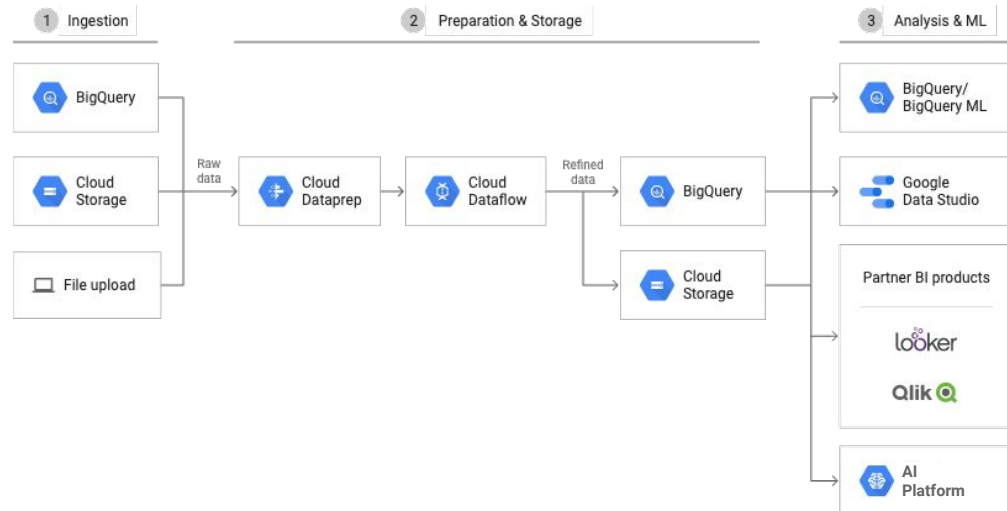 1 Ingestion
2 Preparation & Storage
3 Analysis & ML
BigQuery
Cloud
Storage
File upload
Raw
data
Cloud
Dataprep
Cloud
Dataflow
Refined
data
BigQuery
Cloud
Storage
BigQuery/
BigQuery ML
Google
Data Studio
Partner BI products
looker
Qlik
AI
Platform